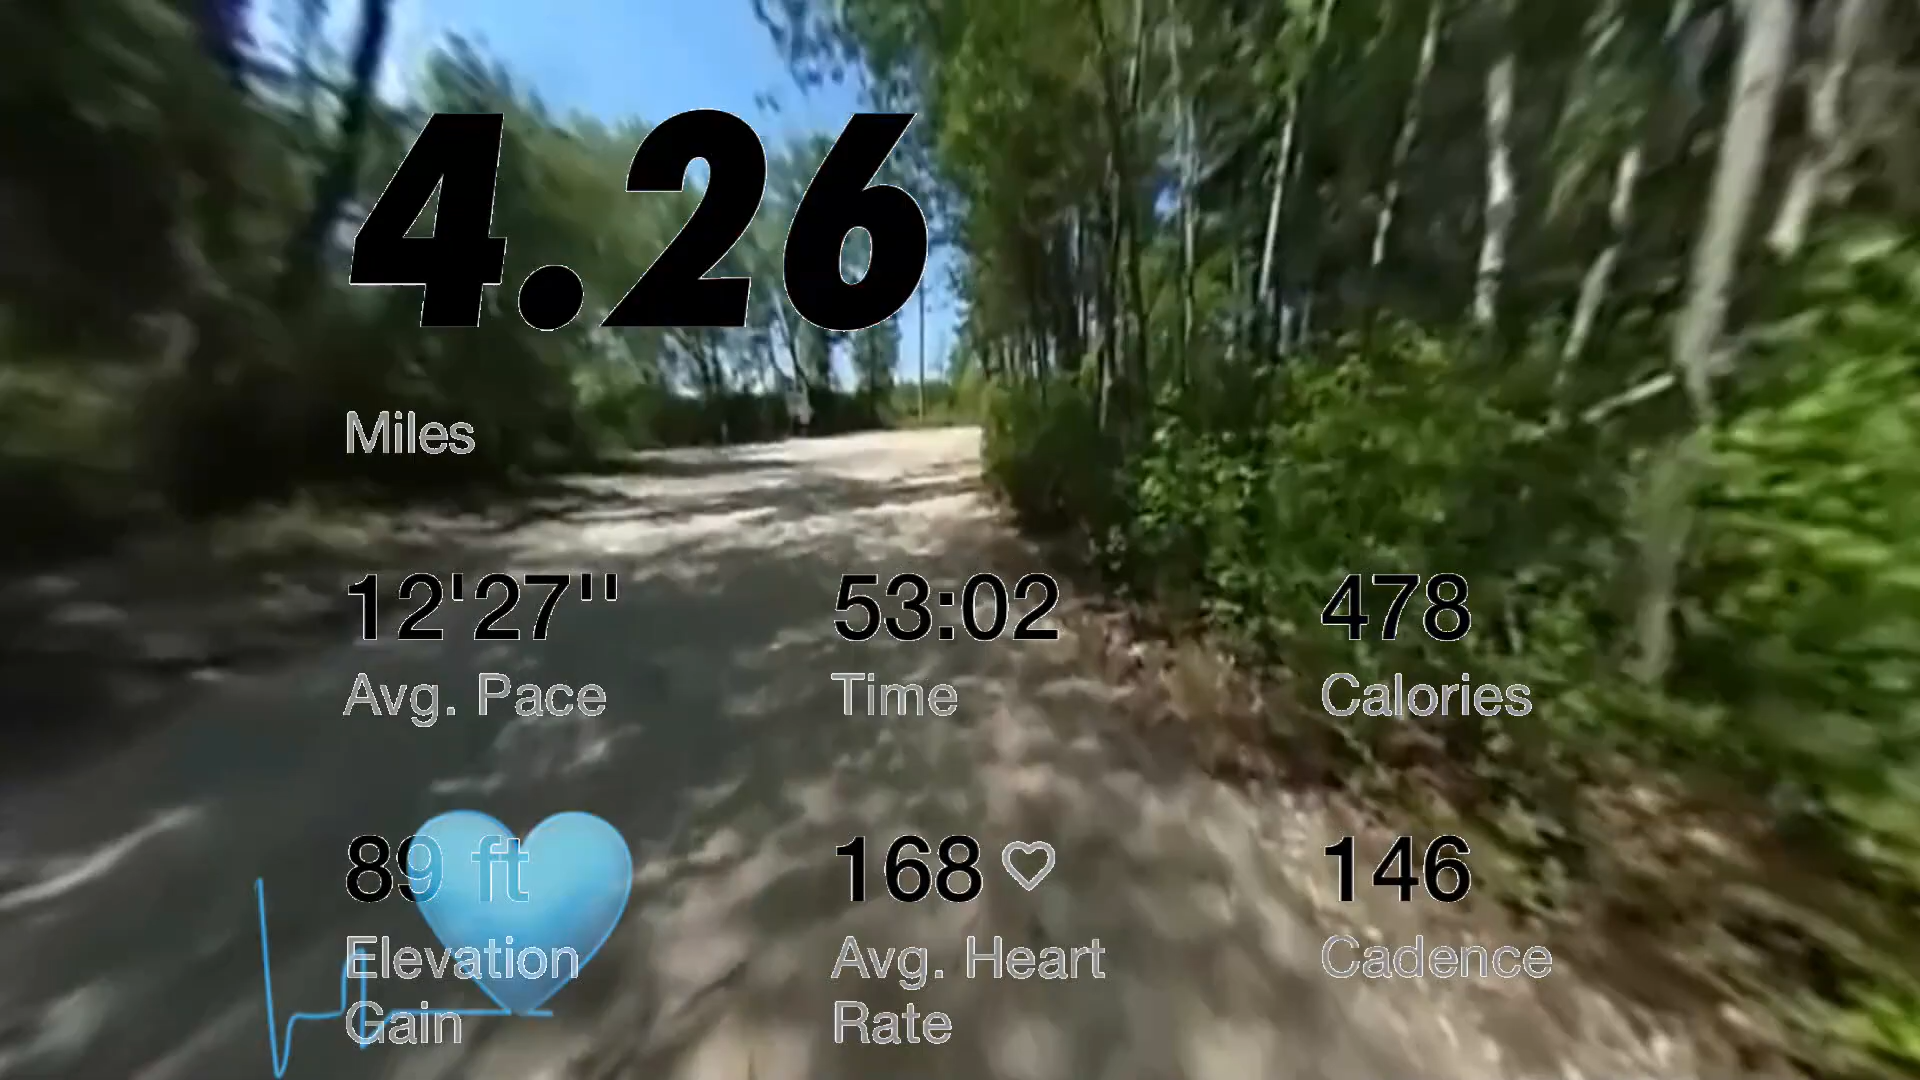 4.26
Miles
12'27"
53:02
478
Avg. Pace
Time
Calories
89 ft
168
146
Elevation
Gain
Avg. Heart
Rate
Cadence